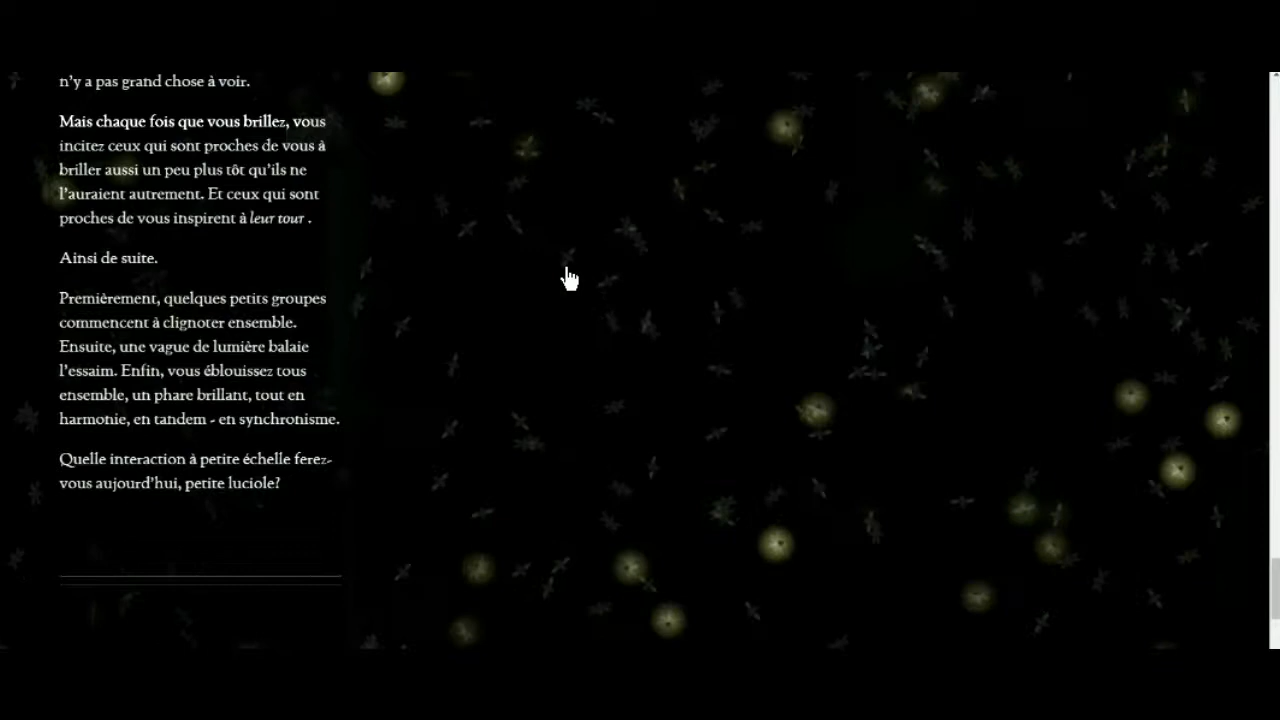 n'y a pas grand chose à voir.
Mais chaque fois que vous brillez, vous
incitez ceux qui sont proches de vous à
briller aussi un peu plus tôt qu'ils ne
l'auraient autrement. Et ceux qui sont
proches de vous inspirent à leur tour .
Ainsi de suite.
Premièrement, quelques petits groupes
commencent à clignoter ensemble.
Ensuite, une vague de lumière balaie
l'essaim. Enfin, vous éblouissez tous
ensemble, un phare brillant, tout en
harmonie, en tandem - en synchronisme.
Quelle interaction à petite échelle ferez-
vous aujourd'hui, petite luciole?